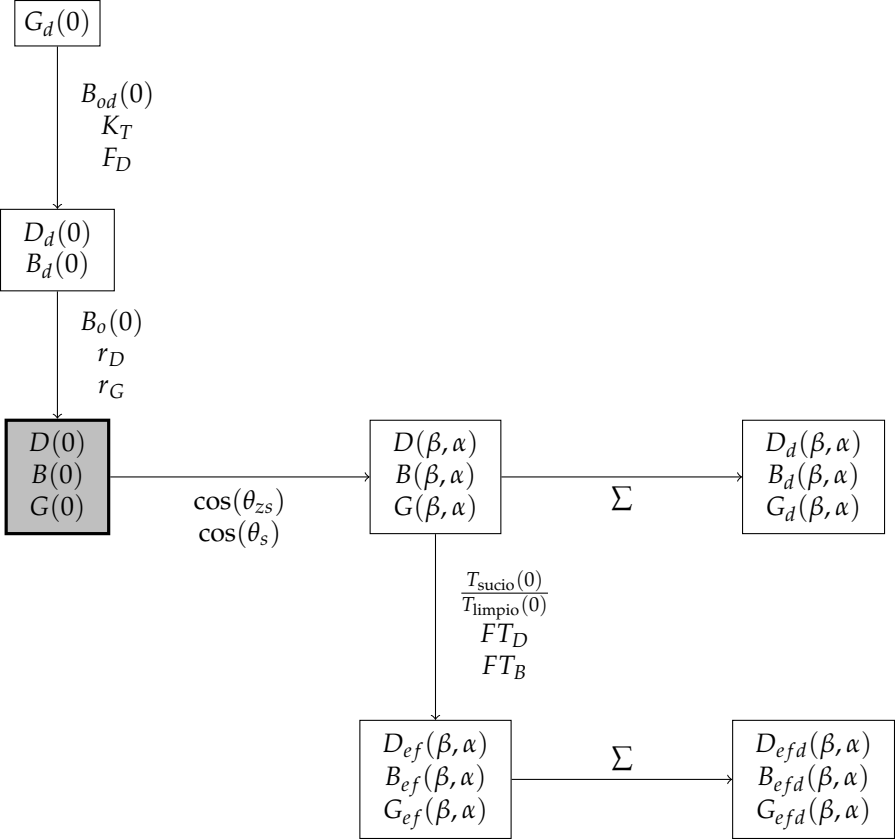 G_d(0)
B_od(0)
K_T
F_D
D_d(0)
B_d(0)
B_o(0)
r_D
r_G
D(0)
B(0)
G(0)
cos(θ_zs)
cos(θ_s)
D(β, α)
B(β, α)
G(β, α)
∑
D_d(β, α)
B_d(β, α)
G_d(β, α)
T_sucio(0)
T_limpio(0)
FT_D
FT_B
D_ef(β, α)
B_ef(β, α)
G_ef(β, α)
∑
D_efd(β, α)
B_efd(β, α)
G_efd(β, α)